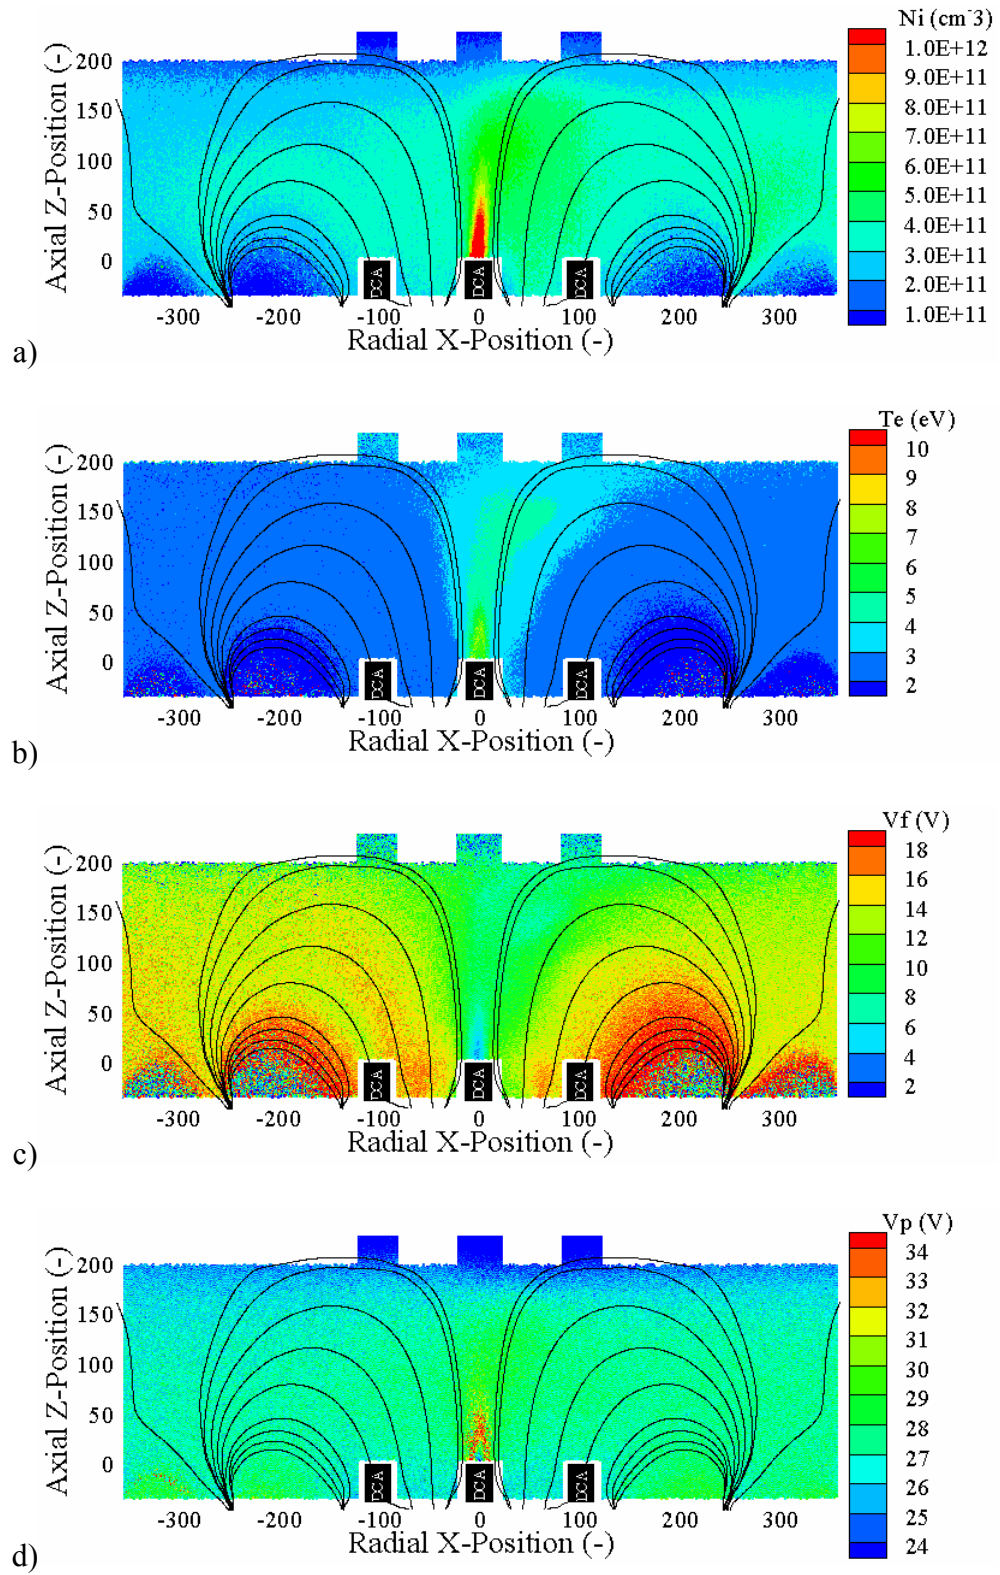 Ni (cm-3)
1.0E+12
9.0E+11
8.0E+11
7.0E+11
6.0E+11
5.0E+11
4.0E+11
3.0E+11
2.0E+11
1.0E+11
Axial Z-Position (-)
200
150
100
50
0
DCA DCA DCA
-300 -200 -100 0 100 200 300
Radial X-Position (-)
a)
Te (eV)
10
9
8
7
6
5
4
3
2
Axial Z-Position (-)
200
150
100
50
0
DCA DCA DCA
-300 -200 -100 0 100 200 300
Radial X-Position (-)
b)
Vf (V)
18
16
14
12
10
8
6
4
2
Axial Z-Position (-)
200
150
100
50
0
DCA DCA DCA
-300 -200 -100 0 100 200 300
Radial X-Position (-)
c)
Vp (V)
34
33
32
31
30
29
28
27
26
25
24
Axial Z-Position (-)
200
150
100
50
0
DCA DCA DCA
-300 -200 -100 0 100 200 300
Radial X-Position (-)
d)